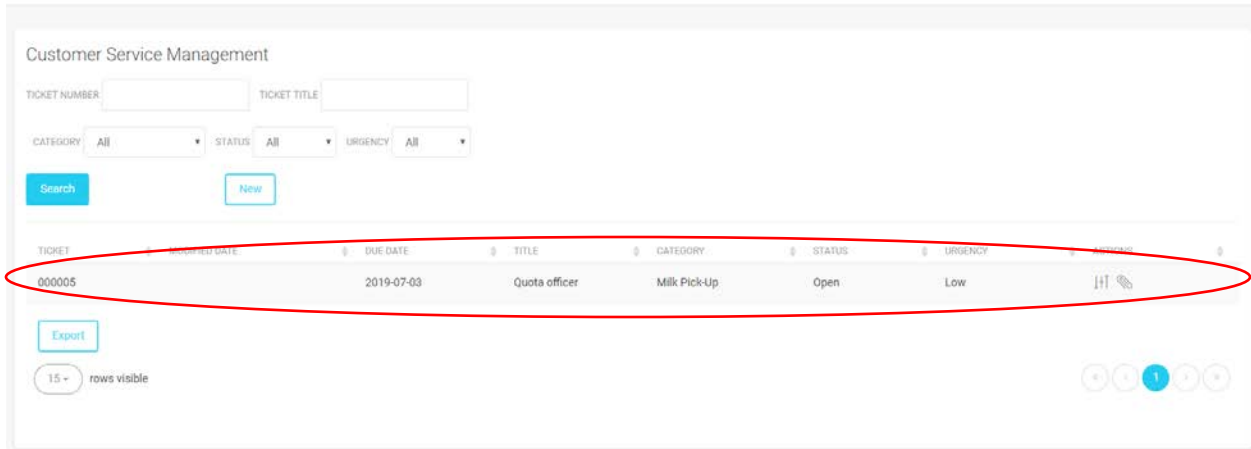 Customer Service Management
TICKET NUMBER TICKET TITLE
CATEGORY All STATUS All URGENCY All
Search New
TICKET MODIFIED DATE DUE DATE TITLE CATEGORY STATUS URGENCY ACTIONS
000005 2019-07-03 Quota officer Milk Pick-Up Open Low
Export
15 rows visible « ‹ 1 › »